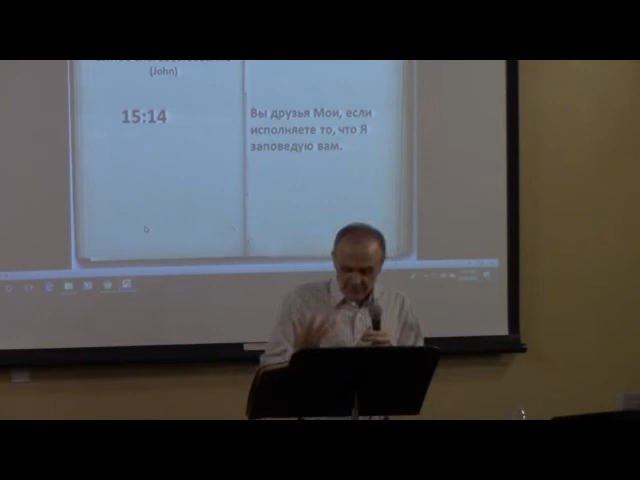 (John)
15:14
Вы друзья Мои, если
исполняете то, что Я
заповедую вам.